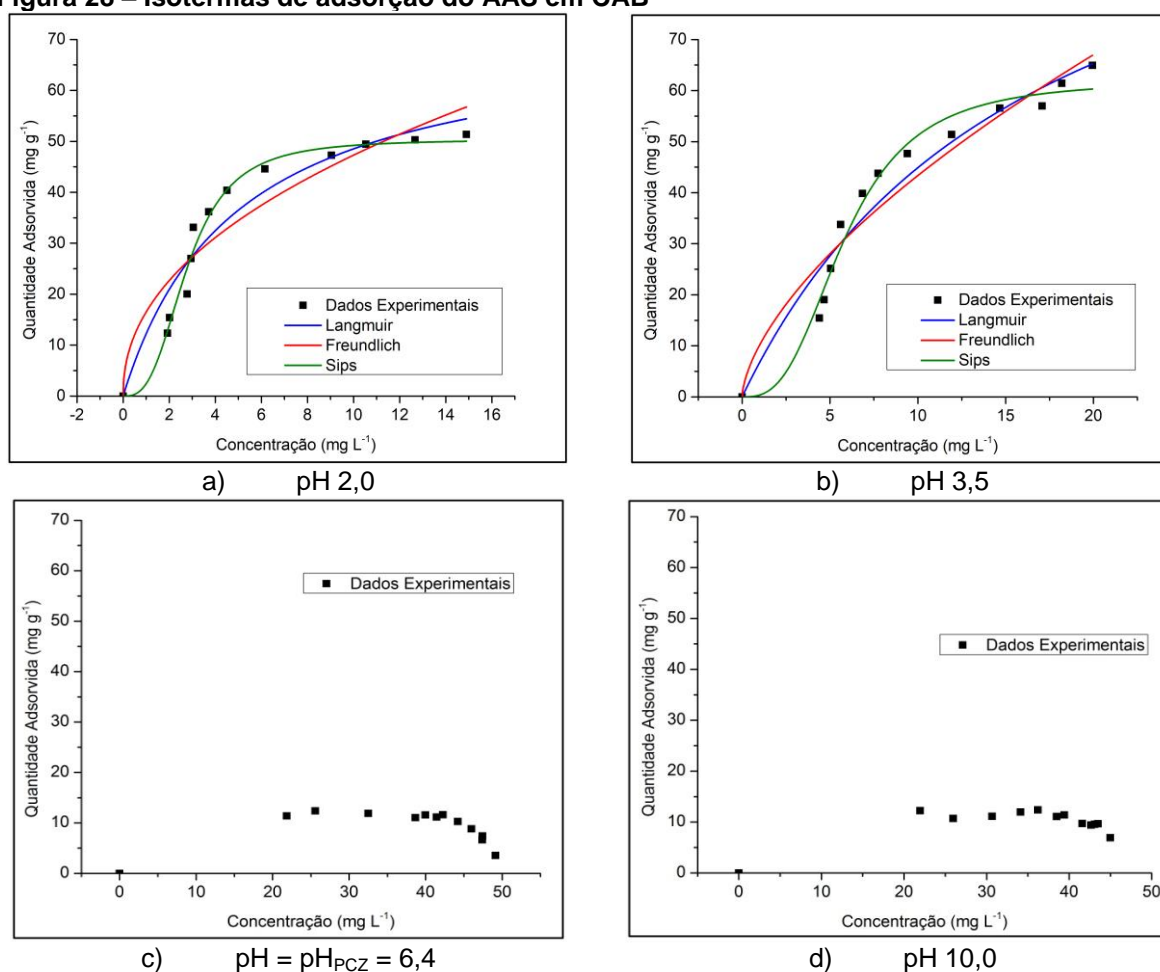 Figura 28 – Isotermas de adsorção do AAS em CAB
70
60
50
40
30
20
10
0
Quantidade Adsorvida (mg g⁻¹)
Dados Experimentais
Langmuir
Freundlich
Sips
-2 0 2 4 6 8 10 12 14 16
Concentração (mg L⁻¹)
a) pH 2,0
70
60
50
40
30
20
10
0
Quantidade Adsorvida (mg g⁻¹)
Dados Experimentais
Langmuir
Freundlich
Sips
0 5 10 15 20
Concentração (mg L⁻¹)
b) pH 3,5
70
60
50
40
30
20
10
0
Quantidade Adsorvida (mg g⁻¹)
Dados Experimentais
0 10 20 30 40 50
Concentração (mg L⁻¹)
c) pH = pH_PCZ = 6,4
70
60
50
40
30
20
10
0
Quantidade Adsorvida (mg g⁻¹)
Dados Experimentais
0 10 20 30 40 50
Concentração (mg L⁻¹)
d) pH 10,0